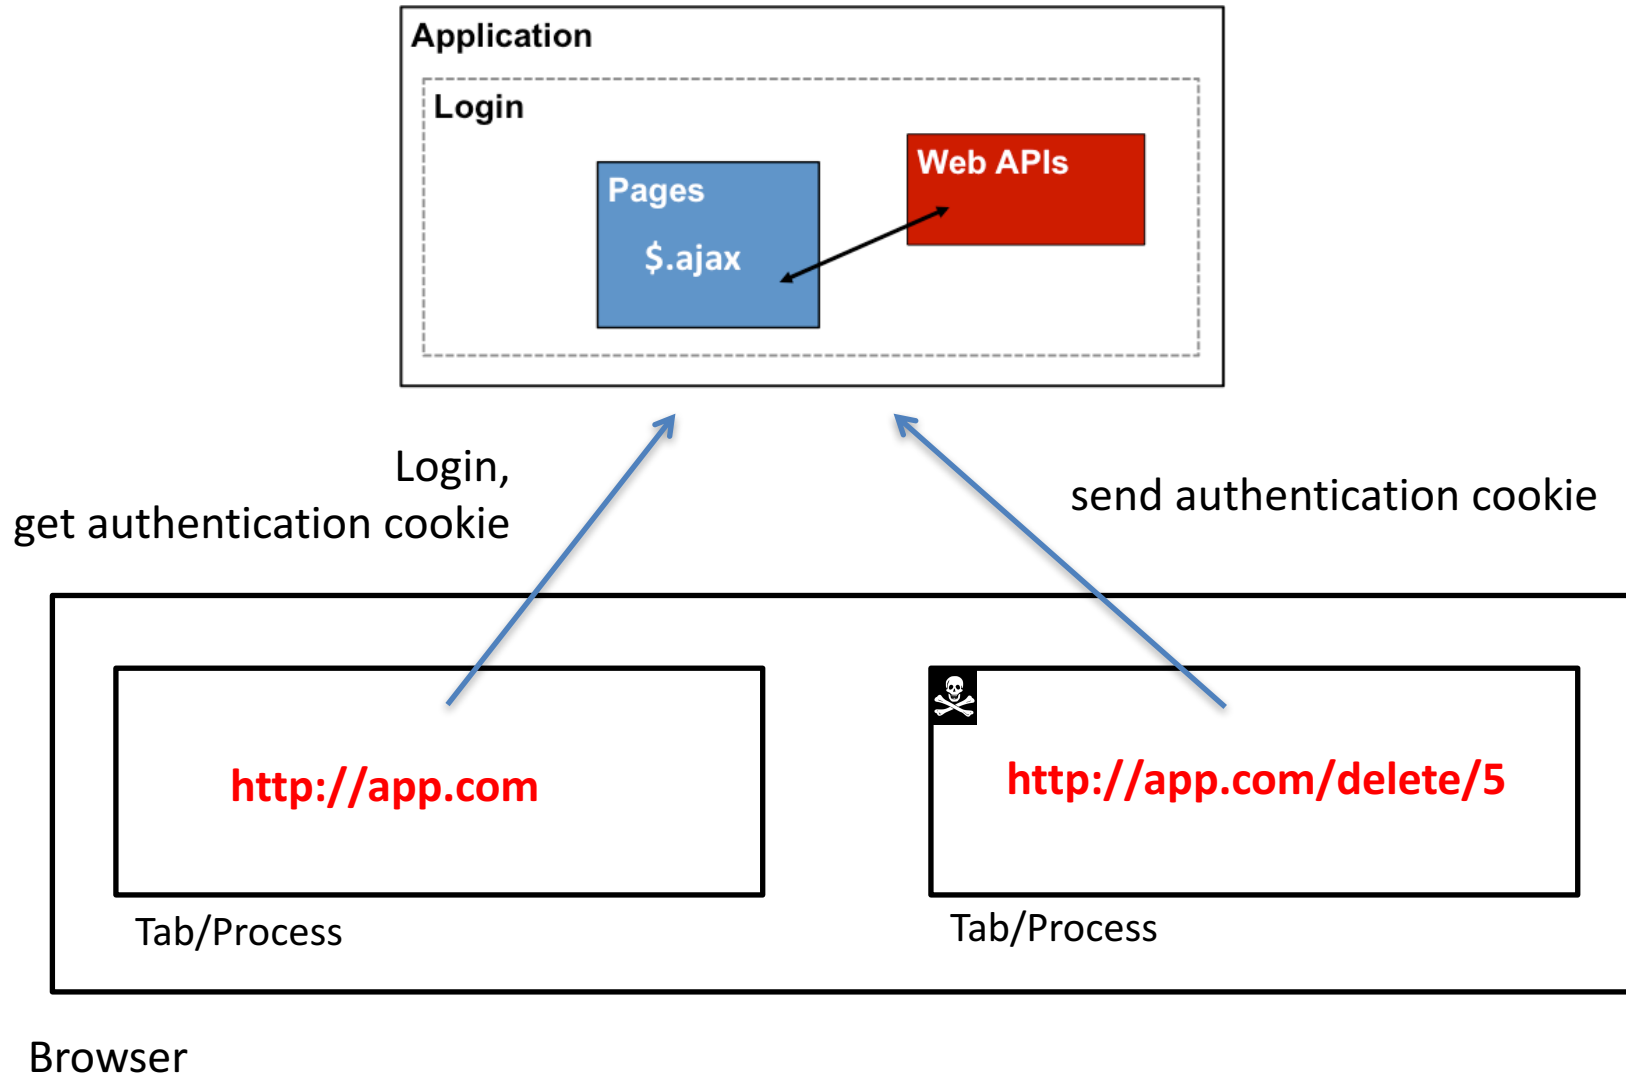 Application
Login
Web APIs
Pages
$.ajax
Login,
get authentication cookie
send authentication cookie
http://app.com
http://app.com/delete/5
Tab/Process
Tab/Process
Browser